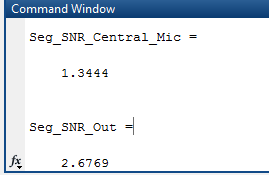 Command Window
Seg_SNR_Central_Mic =
1.3444
Seg_SNR_Out =
fx 2.6769